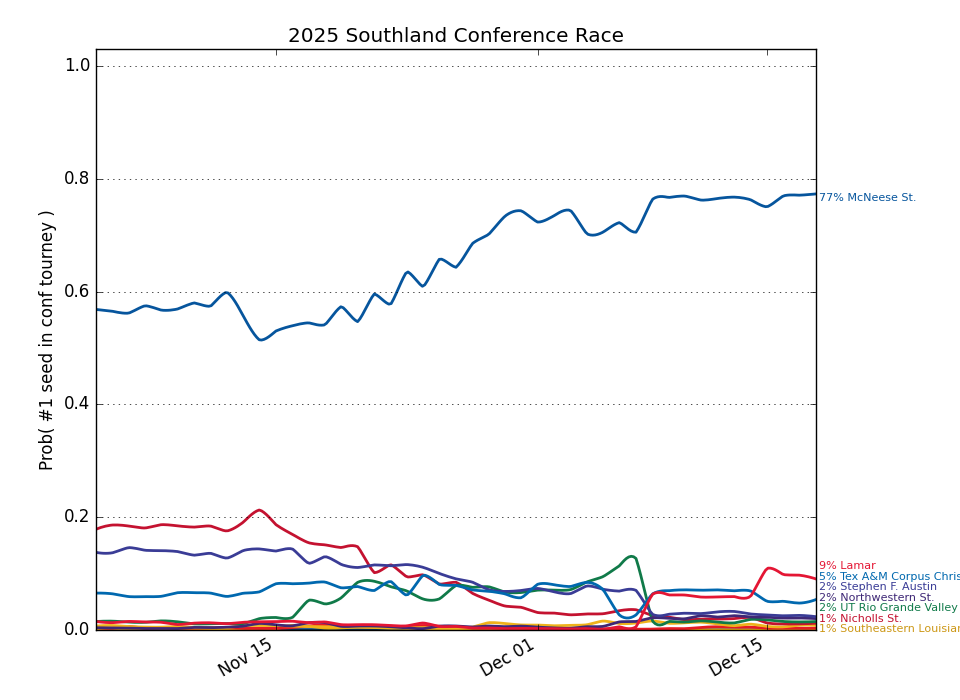 2025 Southland Conference Race
Prob( #1 seed in conf tourney )
1.0
0.8
0.6
0.4
0.2
0.0
Nov 15
Dec 01
Dec 15
77% McNeese St.
9% Lamar
5% Tex A&M Corpus Chris
2% Stephen F. Austin
2% Northwestern St.
2% UT Rio Grande Valley
1% Nicholls St.
1% Southeastern Louisian